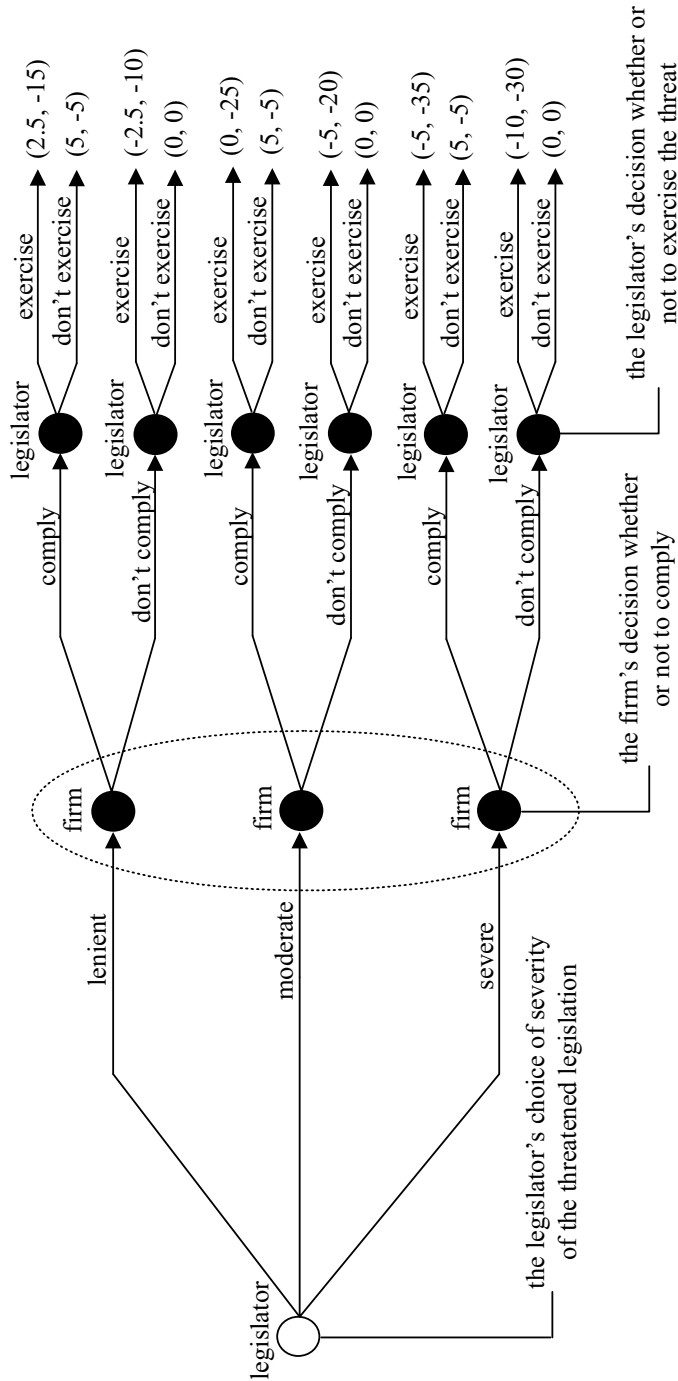 legislator
the legislator's choice of severity
of the threatened legislation
lenient
moderate
severe
firm
firm
firm
the firm's decision whether
or not to comply
comply
don't comply
comply
don't comply
comply
don't comply
legislator
legislator
legislator
legislator
legislator
legislator
the legislator's decision whether or
not to exercise the threat
exercise
don't exercise
exercise
don't exercise
exercise
don't exercise
exercise
don't exercise
exercise
don't exercise
exercise
don't exercise
(2.5, -15)
(5, -5)
(-2.5, -10)
(0, 0)
(0, -25)
(5, -5)
(-5, -20)
(0, 0)
(-5, -35)
(5, -5)
(-10, -30)
(0, 0)